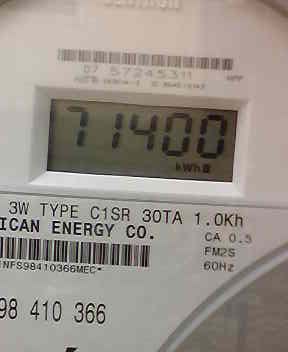 07 57245311
71400
kWh
3W TYPE C1SR 30TA 1.0Kh
ICAN ENERGY CO.
CA 0.5
FM2S
60Hz
NFS98410366MEC*
98 410 366